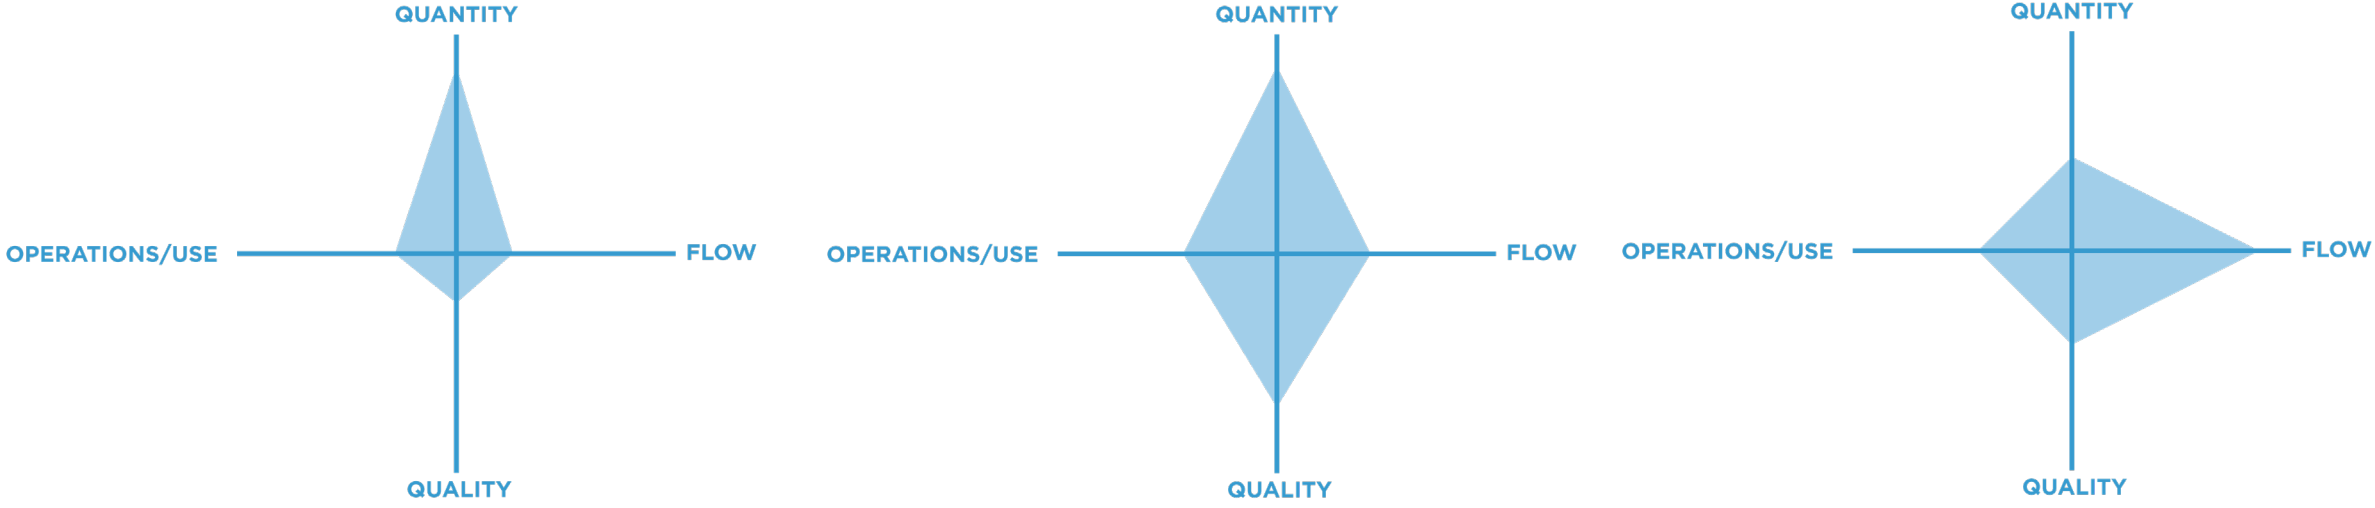 QUANTITY
OPERATIONS/USE
FLOW
QUALITY
QUANTITY
OPERATIONS/USE
FLOW
QUALITY
QUANTITY
OPERATIONS/USE
FLOW
QUALITY